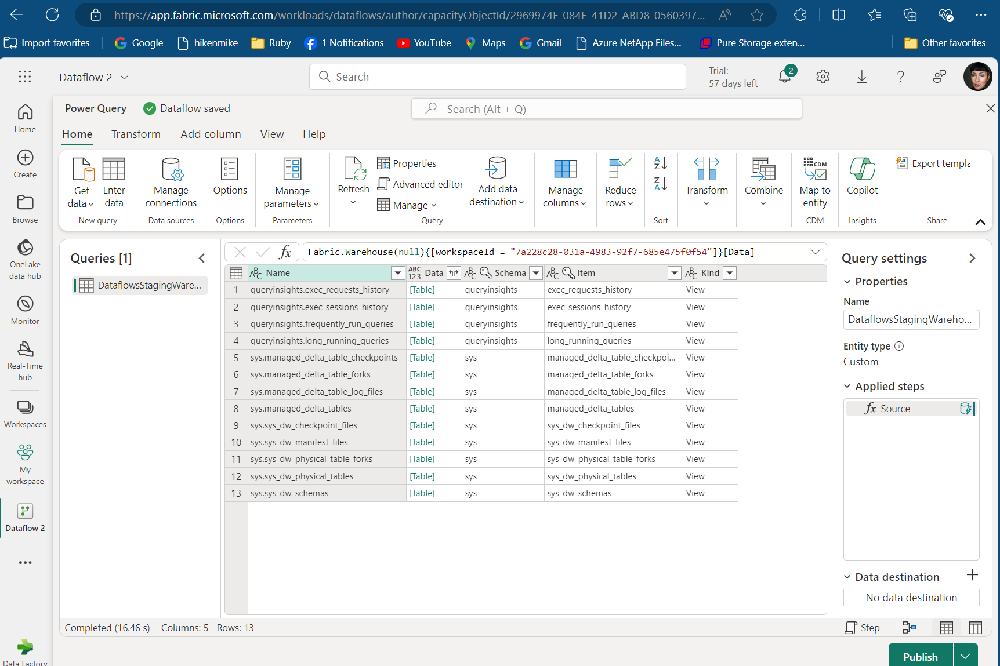 https://app.fabric.microsoft.com/workloads/dataflows/author/capacityObjectId/2969974F-084E-41D2-ABD8-0560397...
Import favorites
Google
hikenmike
Ruby
1 Notifications
YouTube
Maps
Gmail
Azure NetApp Files...
Pure Storage exten...
Other favorites
Dataflow 2
Search
Trial:
57 days left
2
Power Query
Dataflow saved
Search (Alt + Q)
Home
Transform
Add column
View
Help
Get data
Enter data
New query
Manage connections
Data sources
Options
Options
Manage parameters
Parameters
Refresh
Properties
Advanced editor
Manage
Add data destination
Query
Manage columns
Reduce rows
A
Z
Z
A
Sort
Transform
Combine
CDM
Map to entity
CDM
Copilot
Insights
Export templa
Share
Home
Create
Browse
OneLake
data hub
Monitor
Real-Time
hub
Workspaces
My
workspace
Dataflow 2
Data Factory
Queries [1]
DataflowsStagingWare...
fx
Fabric.Warehouse(null){[workspaceId = "7a228c28-031a-4983-92f7-685e475f0f54"]}[Data]
ABC Name ABC 123 Data ABC Schema ABC Item ABC Kind
1 queryinsights.exec_requests_history [Table] queryinsights exec_requests_history View
2 queryinsights.exec_sessions_history [Table] queryinsights exec_sessions_history View
3 queryinsights.frequently_run_queries [Table] queryinsights frequently_run_queries View
4 queryinsights.long_running_queries [Table] queryinsights long_running_queries View
5 sys.managed_delta_table_checkpoints [Table] sys managed_delta_table_checkpoi... View
6 sys.managed_delta_table_forks [Table] sys managed_delta_table_forks View
7 sys.managed_delta_table_log_files [Table] sys managed_delta_table_log_files View
8 sys.managed_delta_tables [Table] sys managed_delta_tables View
9 sys.sys_dw_checkpoint_files [Table] sys sys_dw_checkpoint_files View
10 sys.sys_dw_manifest_files [Table] sys sys_dw_manifest_files View
11 sys.sys_dw_physical_table_forks [Table] sys sys_dw_physical_table_forks View
12 sys.sys_dw_physical_tables [Table] sys sys_dw_physical_tables View
13 sys.sys_dw_schemas [Table] sys sys_dw_schemas View
Query settings
Properties
Name
DataflowsStagingWareho...
Entity type
Custom
Applied steps
fx Source
Data destination
No data destination
Completed (16.46 s) Columns: 5 Rows: 13
Step
Publish